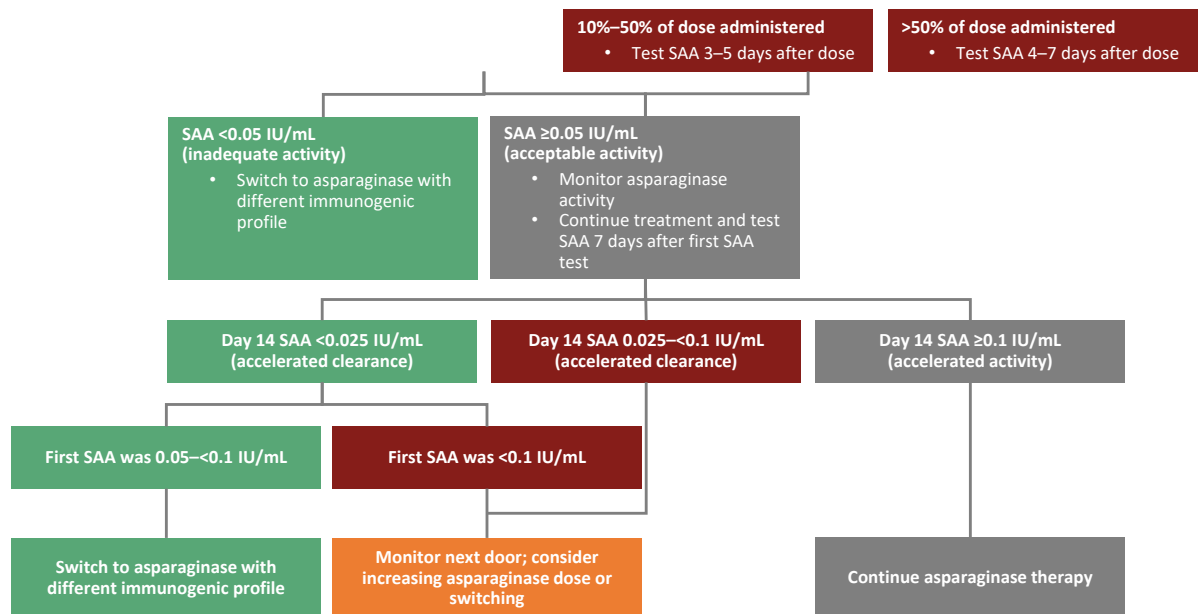 10%–50% of dose administered
• Test SAA 3–5 days after dose
>50% of dose administered
• Test SAA 4–7 days after dose
SAA <0.05 IU/mL
(inadequate activity)
• Switch to asparaginase with
different immunogenic
profile
SAA ≥0.05 IU/mL
(acceptable activity)
• Monitor asparaginase
activity
• Continue treatment and test
SAA 7 days after first SAA
test
Day 14 SAA <0.025 IU/mL
(accelerated clearance)
Day 14 SAA 0.025–<0.1 IU/mL
(accelerated clearance)
Day 14 SAA ≥0.1 IU/mL
(accelerated activity)
First SAA was 0.05–<0.1 IU/mL
First SAA was <0.1 IU/mL
Switch to asparaginase with
different immunogenic profile
Monitor next door; consider
increasing asparaginase dose or
switching
Continue asparaginase therapy